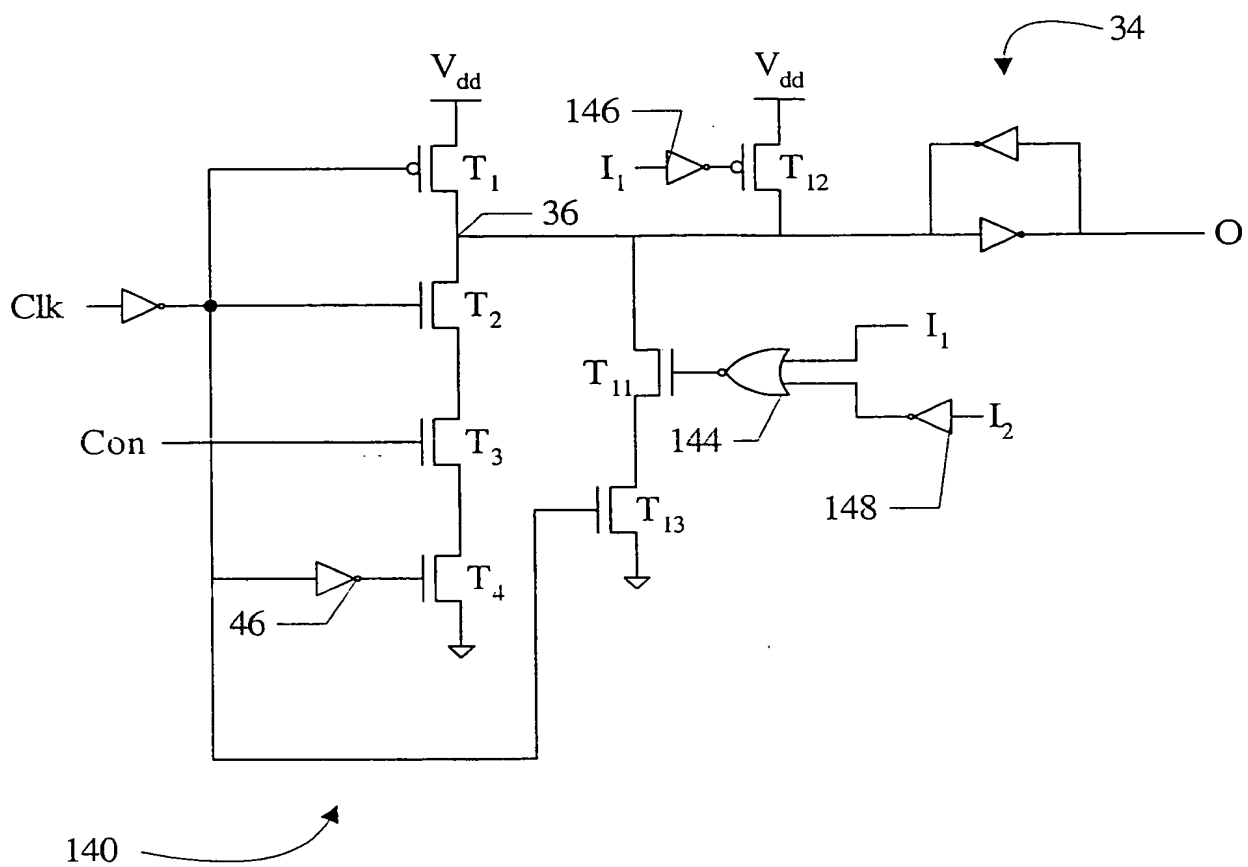 34
V_dd
V_dd
146
I_1
T_1
T_12
36
O
Clk
T_2
T_11
I_1
Con
T_3
144
I_2
148
T_13
T_4
46
140